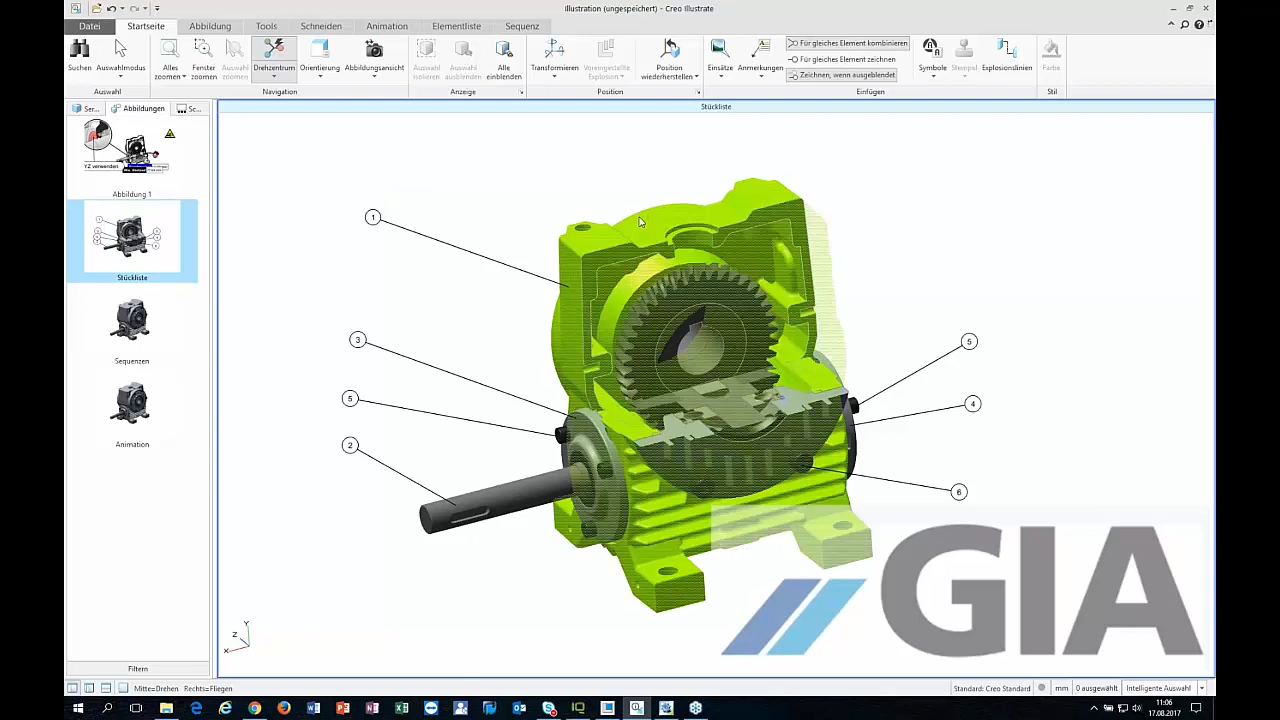 Illustration (ungespeichert) - Creo Illustrate
Datei
Startseite
Abbildung
Tools
Schneiden
Animation
Elementliste
Sequenz
Suchen
Auswahlmodus
Alles zoomen
Fenster zoomen
Auswahl zoomen
Drehzentrum
Orientierung
Abbildungsansicht
Auswahl isolieren
Auswahl ausblenden
Alle einblenden
Transformieren
Voreingestellte Explosion
Position wiederherstellen
Einsätze
Anmerkungen
Für gleiches Element kombinieren
Für gleiches Element zeichnen
Zeichnen, wenn ausgeblendet
Symbole
Stempel
Explosionslinien
Farbe
Auswahl
Navigation
Anzeige
Position
Einfügen
Stil
Ser...
Abbildungen
Sc...
Stückliste
YZ verwenden
Abbildung 1
Stückliste
Sequenzen
Animation
Filtern
1
3
5
2
5
4
6
Y
Z
X
GIA
Mitte=Drehen Rechts=Fliegen
Standard: Creo Standard
mm
0 ausgewählt
Intelligente Auswahl
11:06
17.08.2017